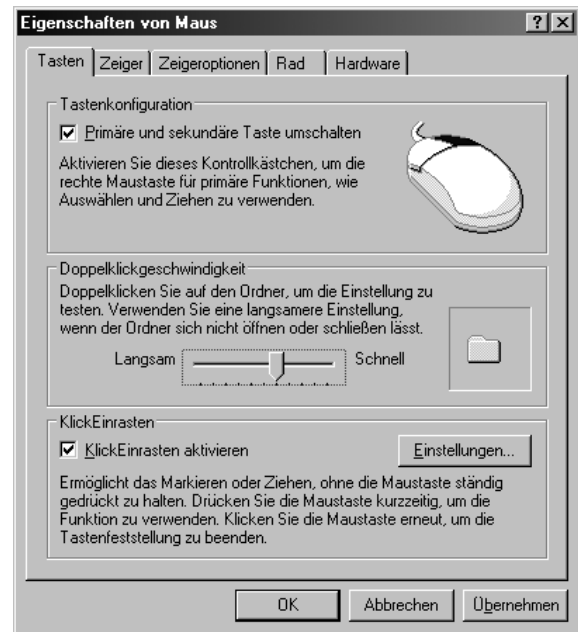 Eigenschaften von Maus
Tasten Zeiger Zeigeroptionen Rad Hardware
Tastenkonfiguration
Primäre und sekundäre Taste umschalten
Aktivieren Sie dieses Kontrollkästchen, um die
rechte Maustaste für primäre Funktionen, wie
Auswählen und Ziehen zu verwenden.
Doppelklickgeschwindigkeit
Doppelklicken Sie auf den Ordner, um die Einstellung zu
testen. Verwenden Sie eine langsamere Einstellung,
wenn der Ordner sich nicht öffnen oder schließen lässt.
Langsam Schnell
KlickEinrasten
KlickEinrasten aktivieren Einstellungen...
Ermöglicht das Markieren oder Ziehen, ohne die Maustaste ständig
gedrückt zu halten. Drücken Sie die Maustaste kurzzeitig, um die
Funktion zu verwenden. Klicken Sie die Maustaste erneut, um die
Tastenfeststellung zu beenden.
OK Abbrechen Übernehmen